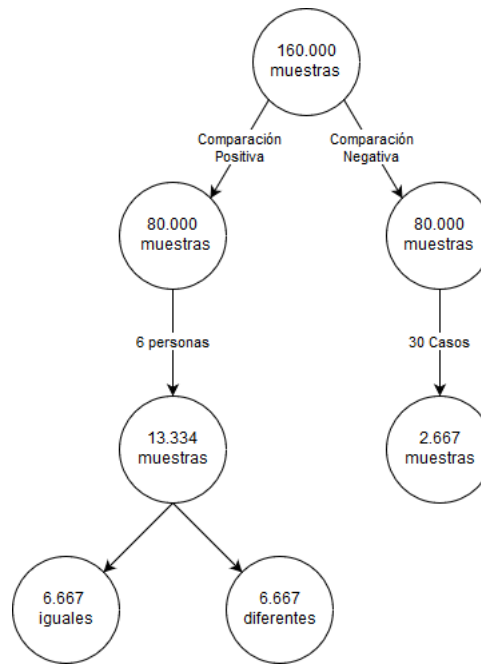 160.000
muestras
Comparación
Positiva
Comparación
Negativa
80.000
muestras
80.000
muestras
6 personas
30 Casos
13.334
muestras
2.667
muestras
6.667
iguales
6.667
diferentes